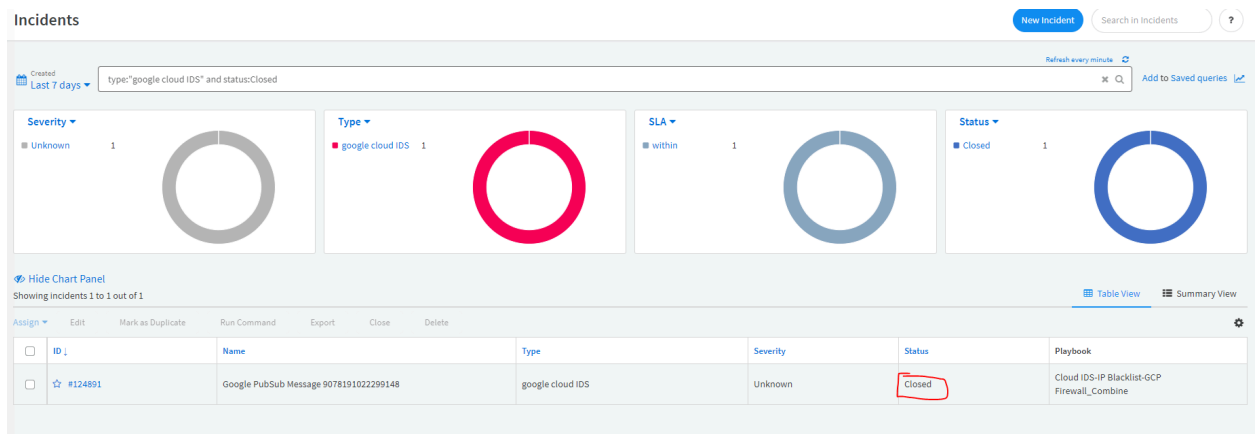 Incidents
New Incident
Search in Incidents
?
Refresh every minute
Created
Last 7 days
type:"google cloud IDS" and status:Closed
Add to Saved queries
Severity
Unknown 1
Type
google cloud IDS 1
SLA
within 1
Status
Closed 1
Hide Chart Panel
Showing incidents 1 to 1 out of 1
Table View
Summary View
Assign Edit Mark as Duplicate Run Command Export Close Delete
ID Name Type Severity Status Playbook
#124891 Google PubSub Message 9078191022299148 google cloud IDS Unknown Closed Cloud IDS-IP Blacklist-GCP
Firewall_Combine